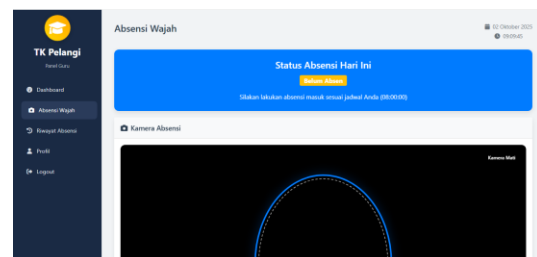 TK Pelangi
Panel Guru
Dashboard
Absensi Wajah
Riwayat Absensi
Profil
Logout
Absensi Wajah
02 Oktober 2025
09:09:45
Status Absensi Hari Ini
Belum Absen
Silakan lakukan absensi masuk sesuai jadwal Anda (08:00:00)
Kamera Absensi
Kamera Mati